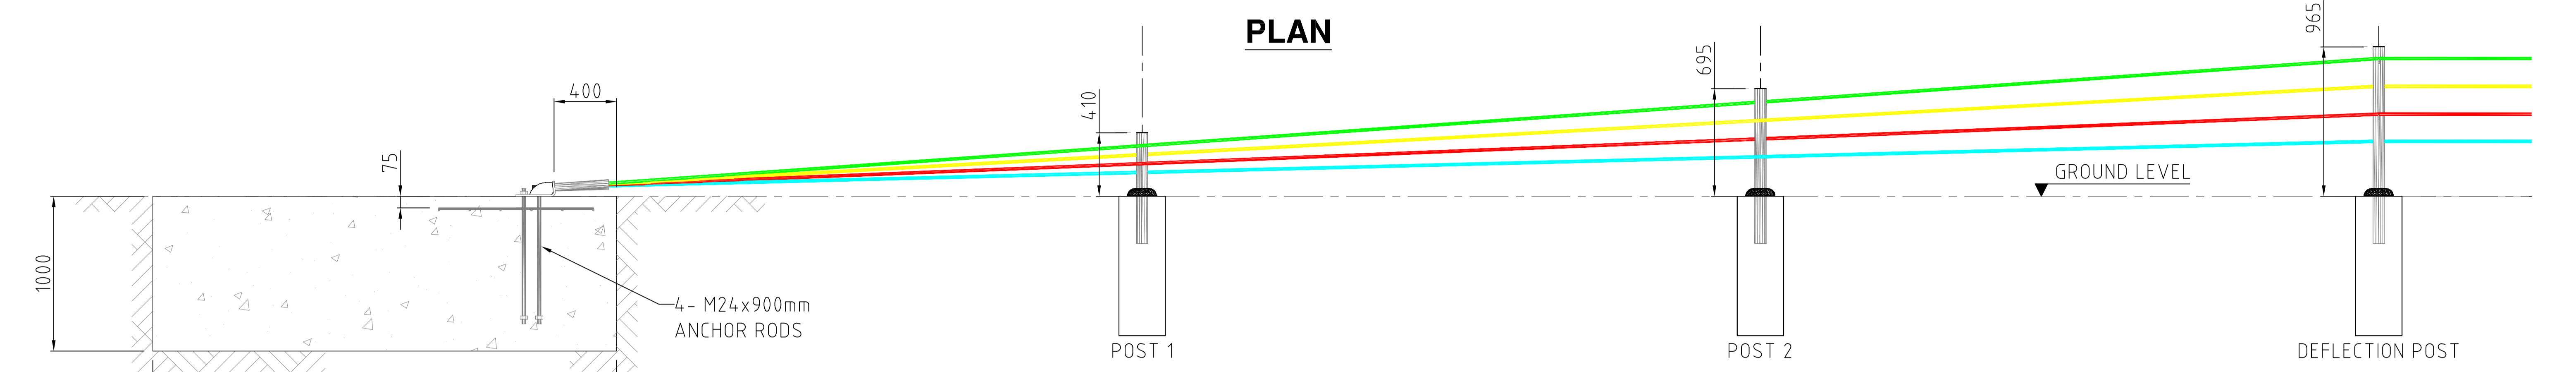 PLAN
965
695
410
400
75
GROUND LEVEL
1000
4- M24x900mm
ANCHOR RODS
POST 1
POST 2
DEFLECTION POST